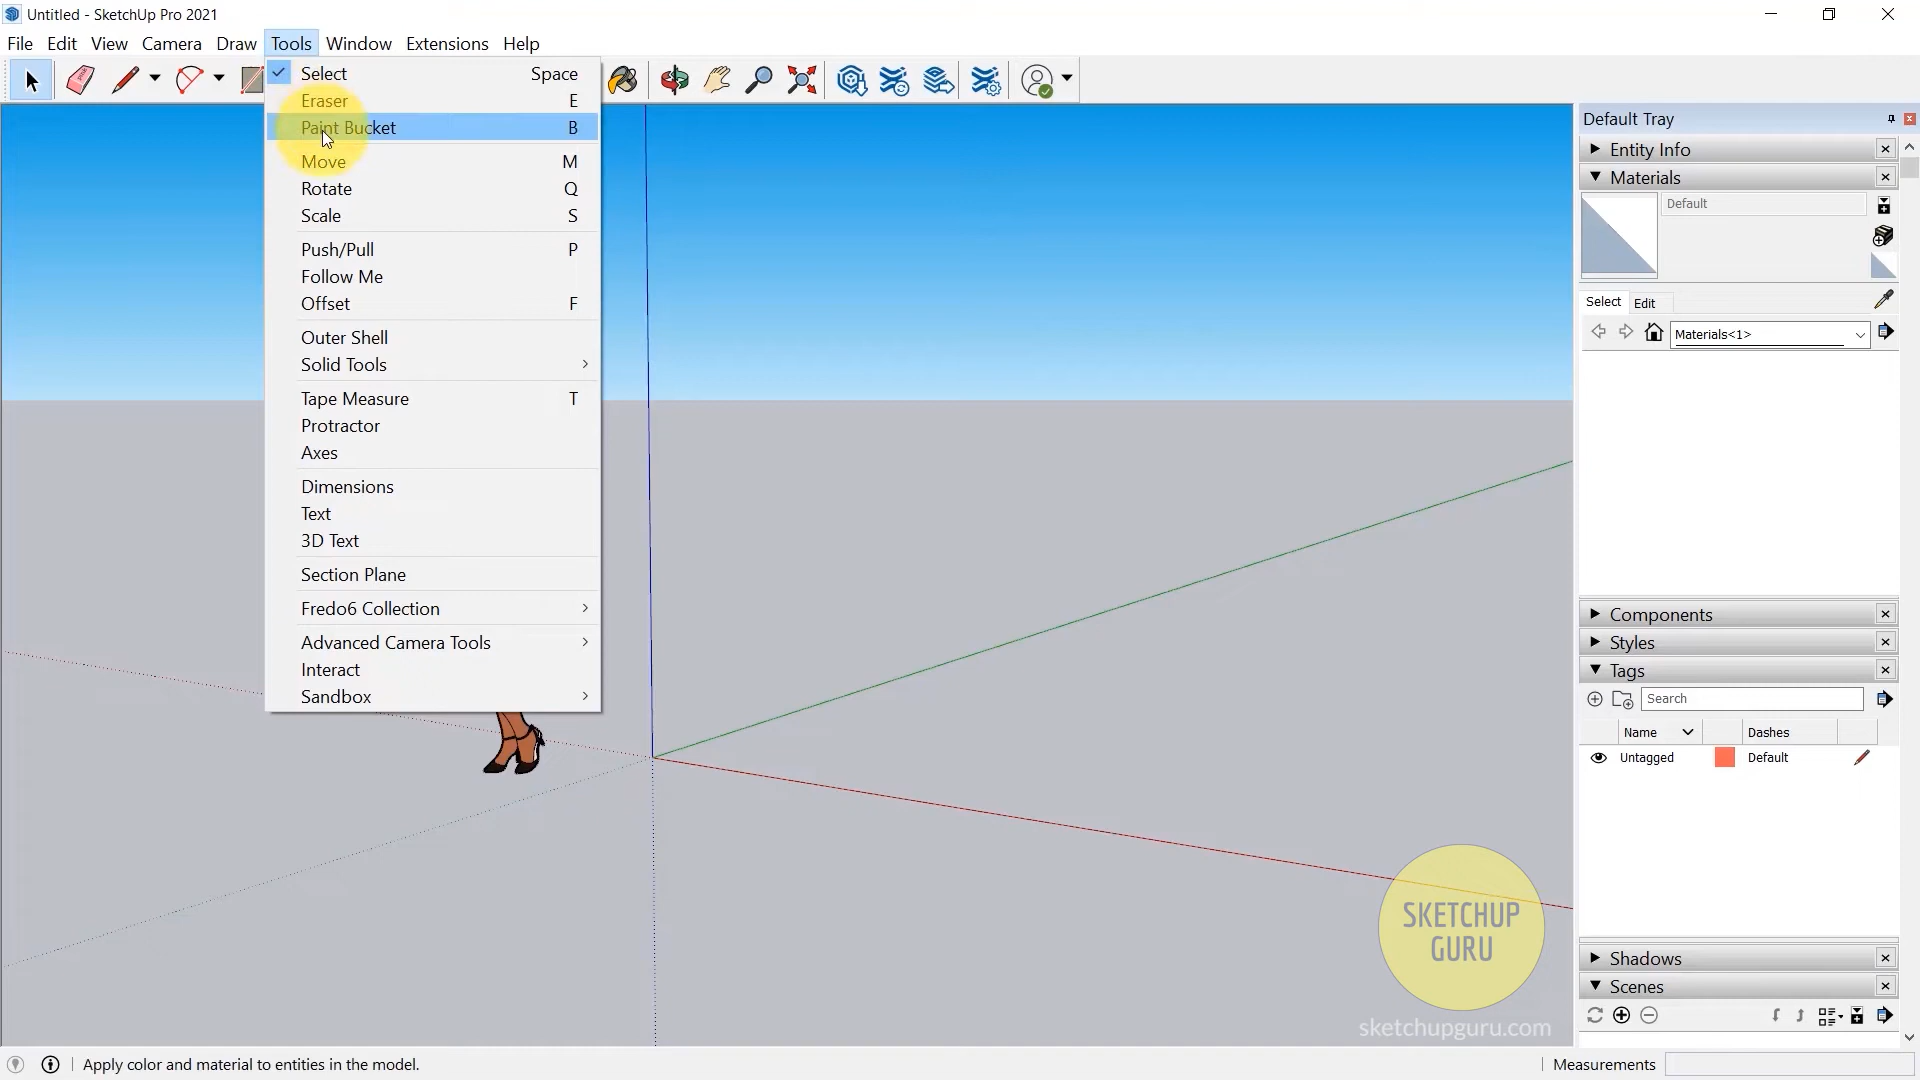 Untitled - SketchUp Pro 2021
File Edit View Camera Draw Tools Window Extensions Help
Select Space
Eraser E
Paint Bucket B
Move M
Rotate Q
Scale S
Push/Pull P
Follow Me
Offset F
Outer Shell
Solid Tools
Tape Measure T
Protractor
Axes
Dimensions
Text
3D Text
Section Plane
Fredo6 Collection
Advanced Camera Tools
Interact
Sandbox
Default Tray
Entity Info
Materials
Default
Select Edit
Materials<1>
Components
Styles
Tags
Search
Name Dashes
Untagged Default
Shadows
Scenes
SKETCHUP
GURU
sketchupguru.com
Apply color and material to entities in the model.
Measurements